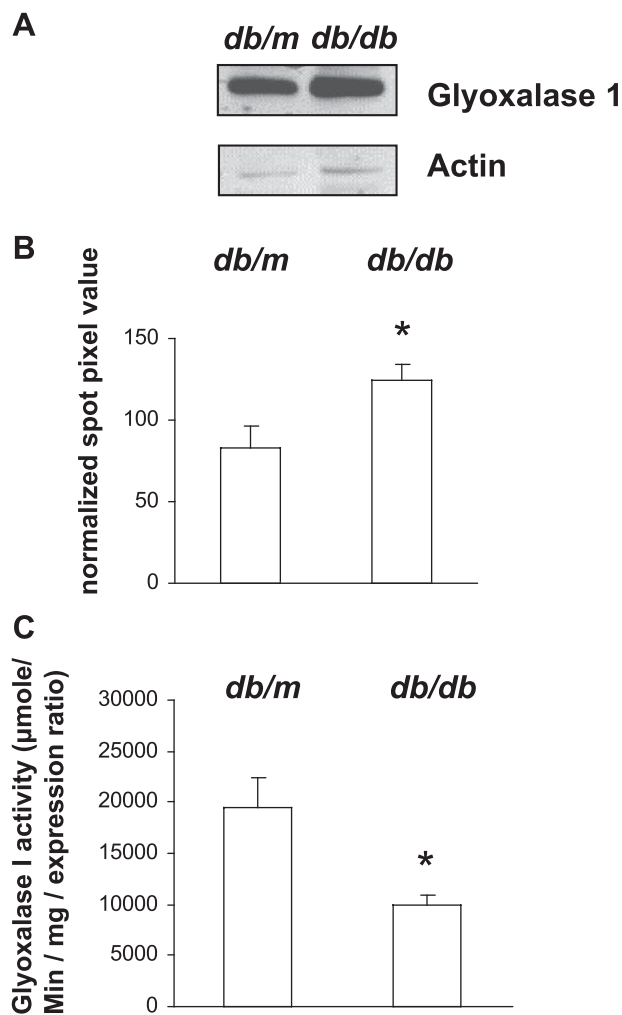 A
db/m db/db
Glyoxalase 1
Actin
B
normalized spot pixel value
db/m db/db
*
150
100
50
0
C
Glyoxalase I activity (µmole/
Min / mg / expression ratio)
db/m db/db
30000
25000
20000
15000
*
10000
5000
0